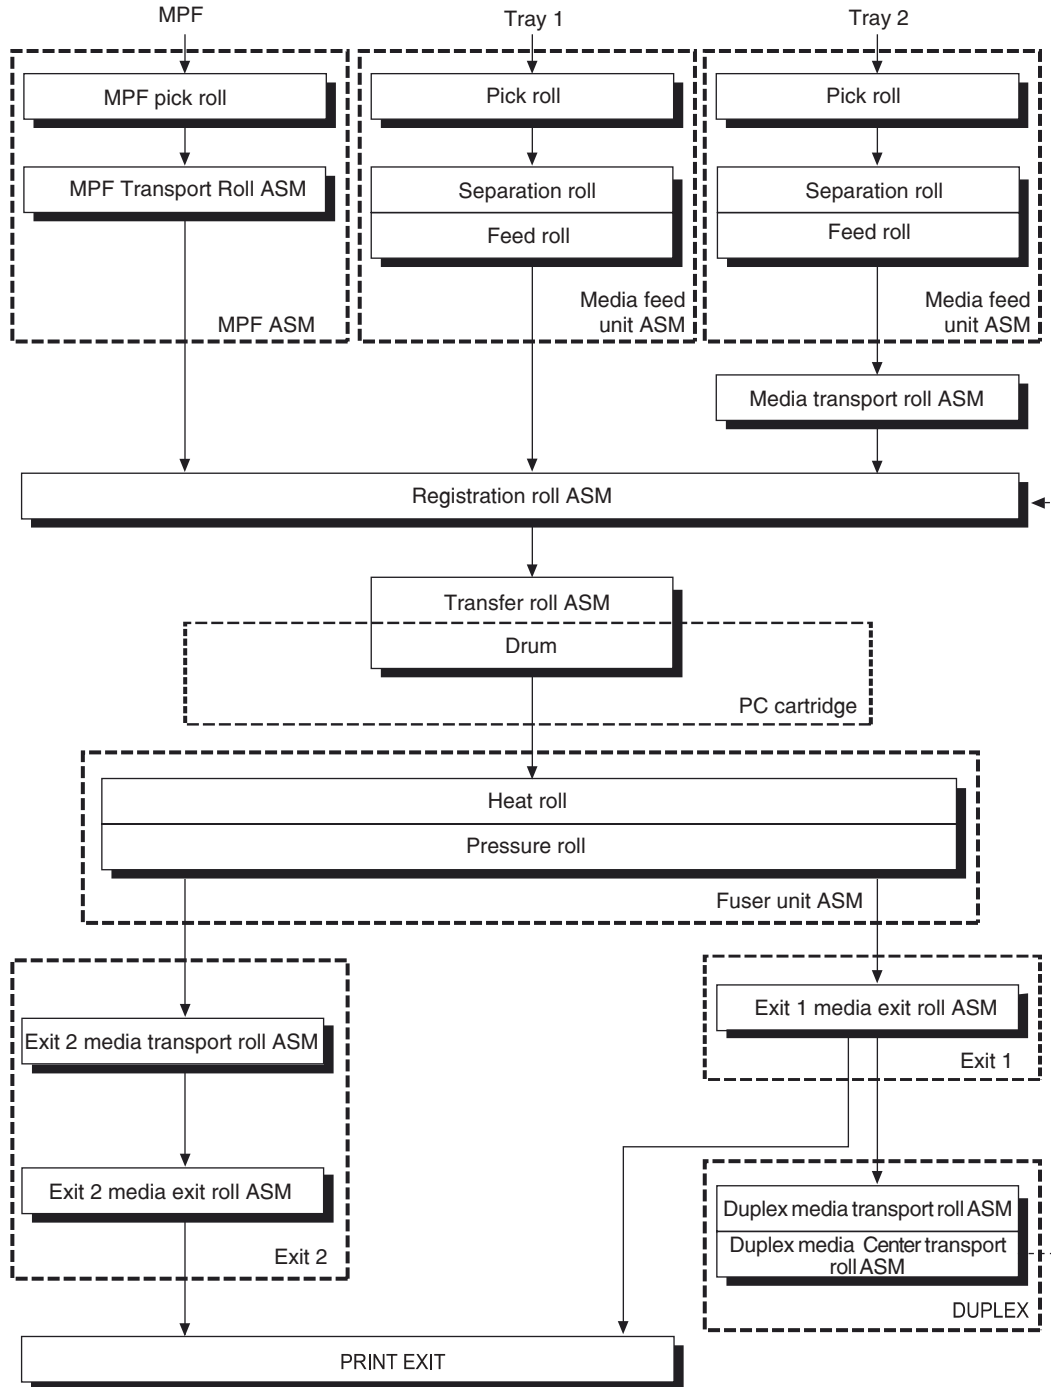 MPF
Tray 1
Tray 2
MPF pick roll
Pick roll
Pick roll
MPF Transport Roll ASM
Separation roll
Feed roll
Separation roll
Feed roll
MPF ASM
Media feed
unit ASM
Media feed
unit ASM
Media transport roll ASM
Registration roll ASM
Transfer roll ASM
Drum
PC cartridge
Heat roll
Pressure roll
Fuser unit ASM
Exit 1 media exit roll ASM
Exit 1
Exit 2 media transport roll ASM
Exit 2 media exit roll ASM
Exit 2
Duplex media transport roll ASM
Duplex media Center transport
roll ASM
DUPLEX
PRINT EXIT